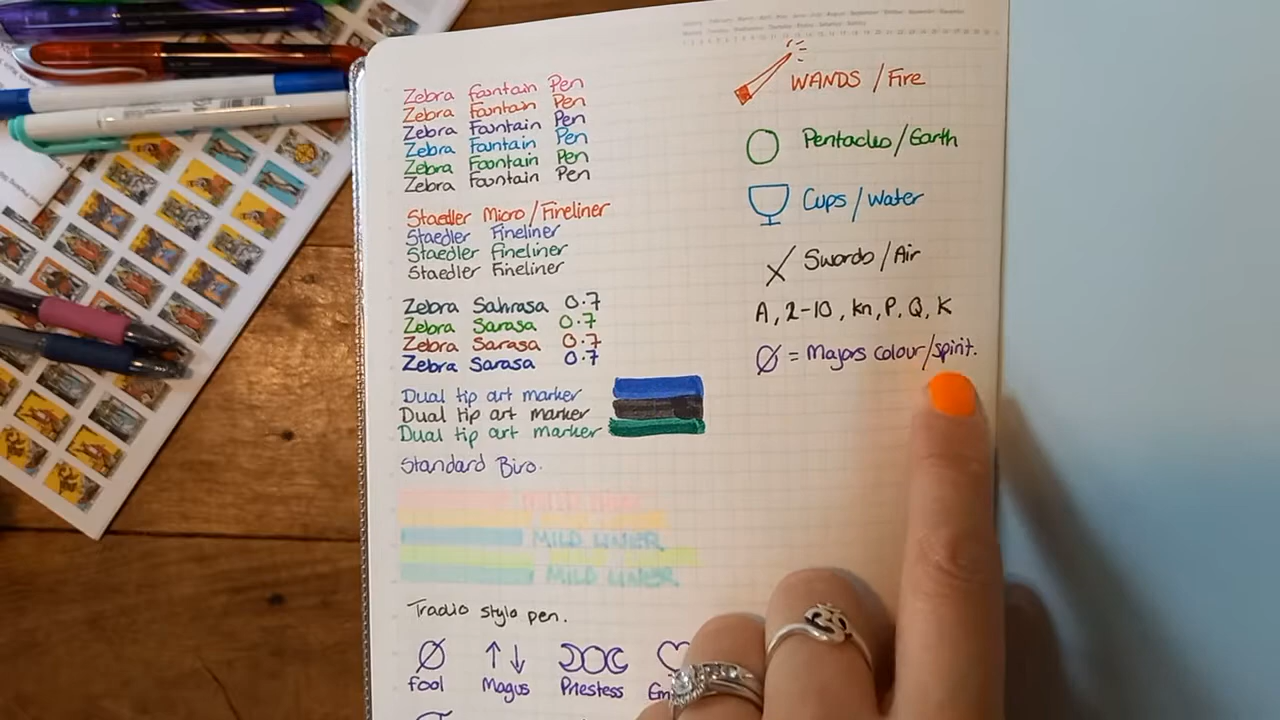 Zebra Fountain Pen
Zebra Fountain Pen
Zebra Fountain Pen
Zebra Fountain Pen
Zebra Foontain Pen
Zebra Fountain Pen
Staedler Micro/Fineliner
Staedler Fineliner
Staedler Fineliner
Staedler Fineliner
Zebra Sahrasa 0.7
Zebra Sarasa 0.7
Zebra Sarasa 0.7
Zebra Sarasa 0.7
Dual tip art marker
Dual tip art marker
Dual tip art marker
Standard Biro.
MILD LINER
MILD LINER
Tradio stylo pen.
Fool
Magus
Priestess
WANDS / Fire
Pentacles / Earth
Cups / Water
Swords / Air
A, 2-10, Kn, P, Q, K
Ø = Majors colour/spirit.